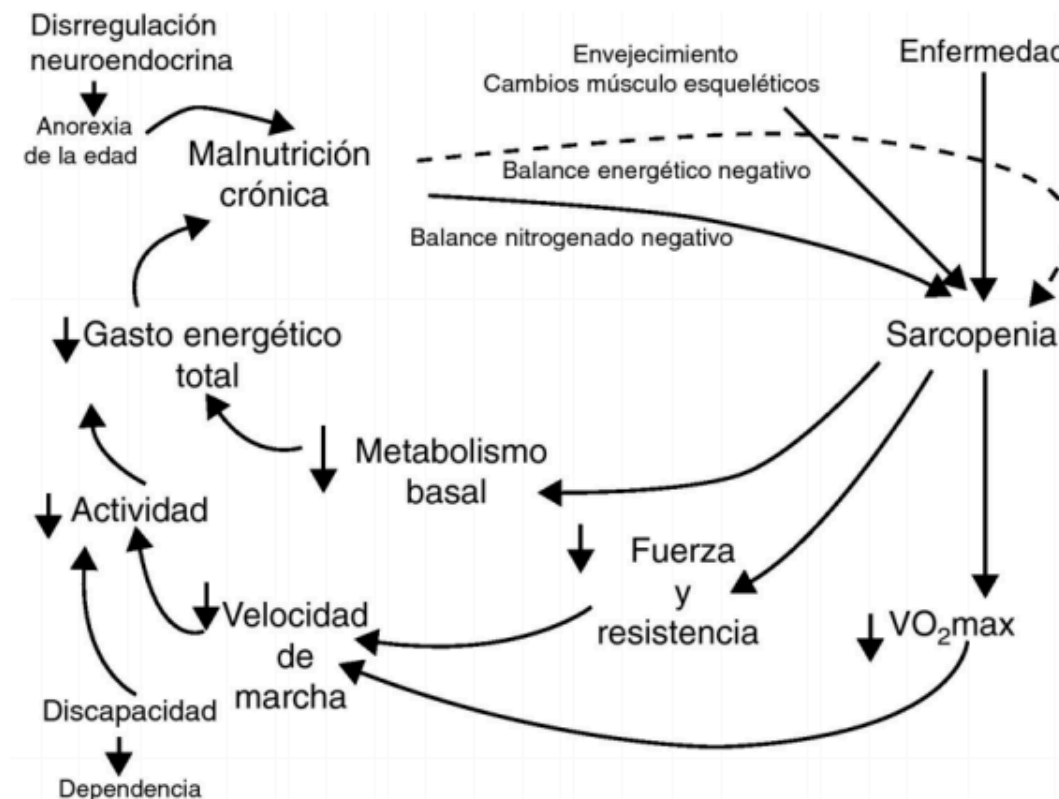 Disrregulación
neuroendocrina
Anorexia
de la edad
Malnutrición
crónica
Envejecimiento
Cambios músculo esqueléticos
Enfermedad
Balance energético negativo
Balance nitrogenado negativo
Gasto energético
total
Sarcopenia
Metabolismo
basal
Actividad
Fuerza
y
resistencia
VO₂max
Velocidad
de
marcha
Discapacidad
Dependencia